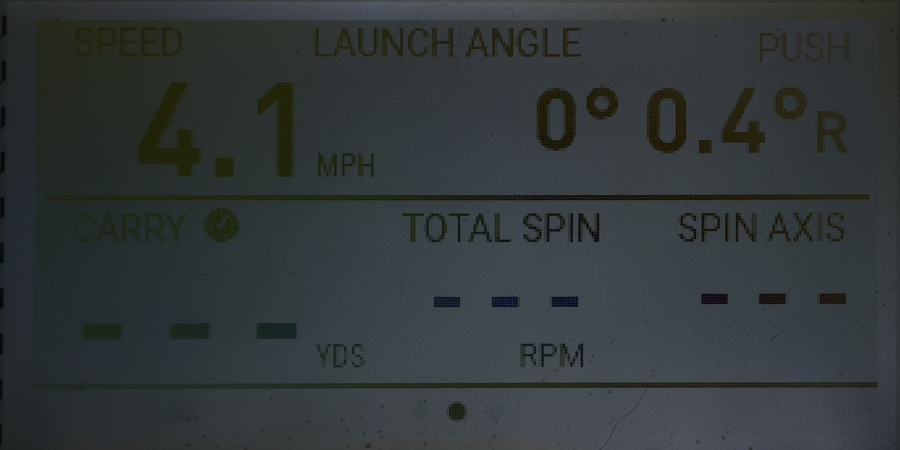 SPEED LAUNCH ANGLE PUSH
4.1 MPH 0° 0.4° R
CARRY TOTAL SPIN SPIN AXIS
--- YDS --- RPM ---